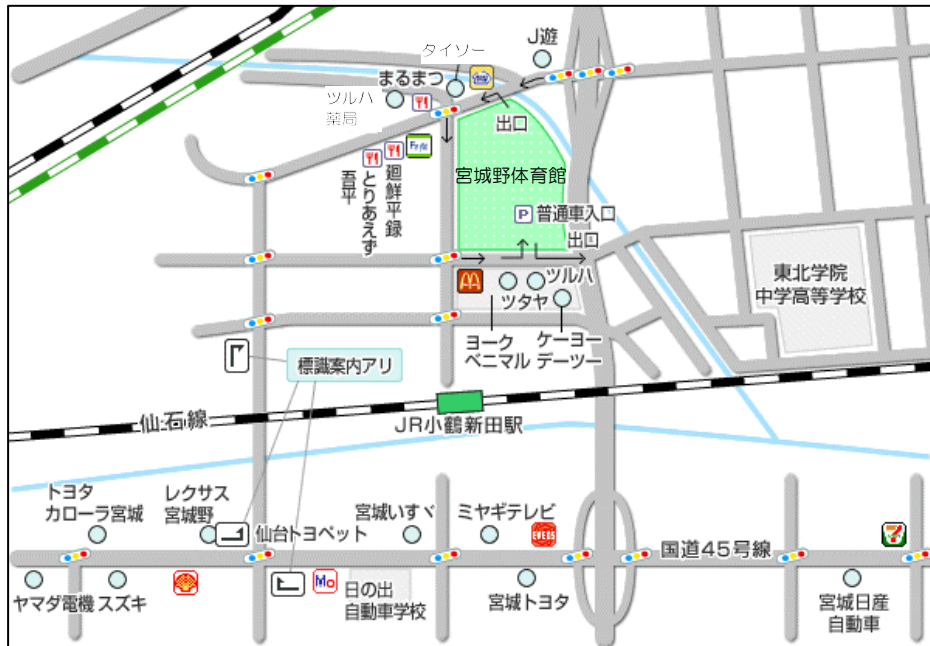 J遊
タイソー
まるまつ
ツルハ
薬局
出口
宮城野体育館
P 普通車入口
出口
廻鮮平録
とりあえず
吾平
ツルハ
ツタヤ
ヨーク
ベニマル
ケーヨー
デーツー
東北学院
中学高等学校
標識案内アリ
仙石線
JR小鶴新田駅
トヨタ
カローラ宮城
レクサス
宮城野
仙台トヨペット
宮城いすゞ
ミヤギテレビ
ENEOS
国道45号線
7
ヤマダ電機
スズキ
Mo
日の出
自動車学校
宮城トヨタ
宮城日産
自動車